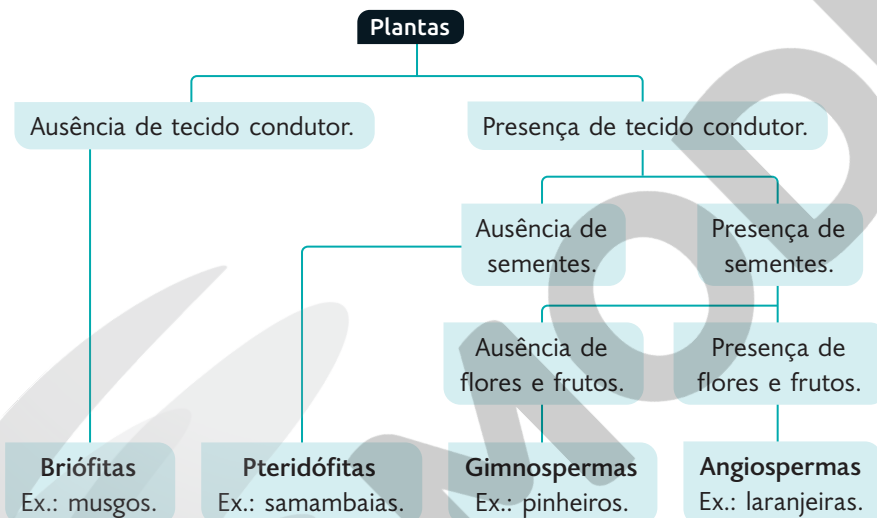 Plantas
Ausência de tecido condutor.
Presença de tecido condutor.
Ausência de
sementes.
Presença de
sementes.
Ausência de
flores e frutos.
Presença de
flores e frutos.
Briófitas
Ex.: musgos.
Pteridófitas
Ex.: samambaias.
Gimnospermas
Ex.: pinheiros.
Angiospermas
Ex.: laranjeiras.
MOD